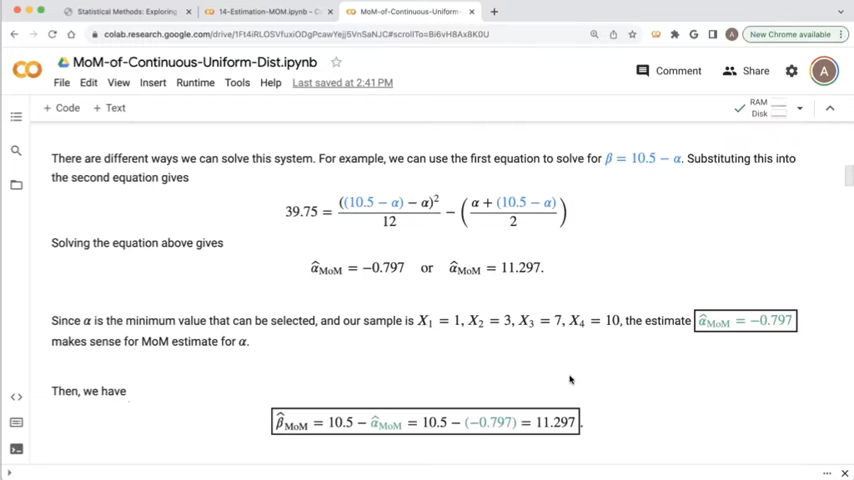 Statistical Methods: Exploring
14-Estimation-MOM.ipynb - C
MoM-of-Continuous-Uniform-
colab.research.google.com/drive/1Ft4iRLOSVfuxiODgPcawYejj5VnSaNJC#scrollTo=Bi6vH8Ax8K0U
New Chrome available
MoM-of-Continuous-Uniform-Dist.ipynb
Comment
Share
A
File Edit View Insert Runtime Tools Help Last saved at 2:41 PM
+ Code + Text
RAM
Disk
There are different ways we can solve this system. For example, we can use the first equation to solve for β = 10.5 − α. Substituting this into
the second equation gives
39.75 = ((10.5 − α) − α)² / 12 − (α + (10.5 − α) / 2)
Solving the equation above gives
α̂MoM = −0.797 or α̂MoM = 11.297.
Since α is the minimum value that can be selected, and our sample is X₁ = 1, X₂ = 3, X₃ = 7, X₄ = 10, the estimate α̂MoM = −0.797
makes sense for MoM estimate for α.
Then, we have
β̂MoM = 10.5 − α̂MoM = 10.5 − (−0.797) = 11.297.